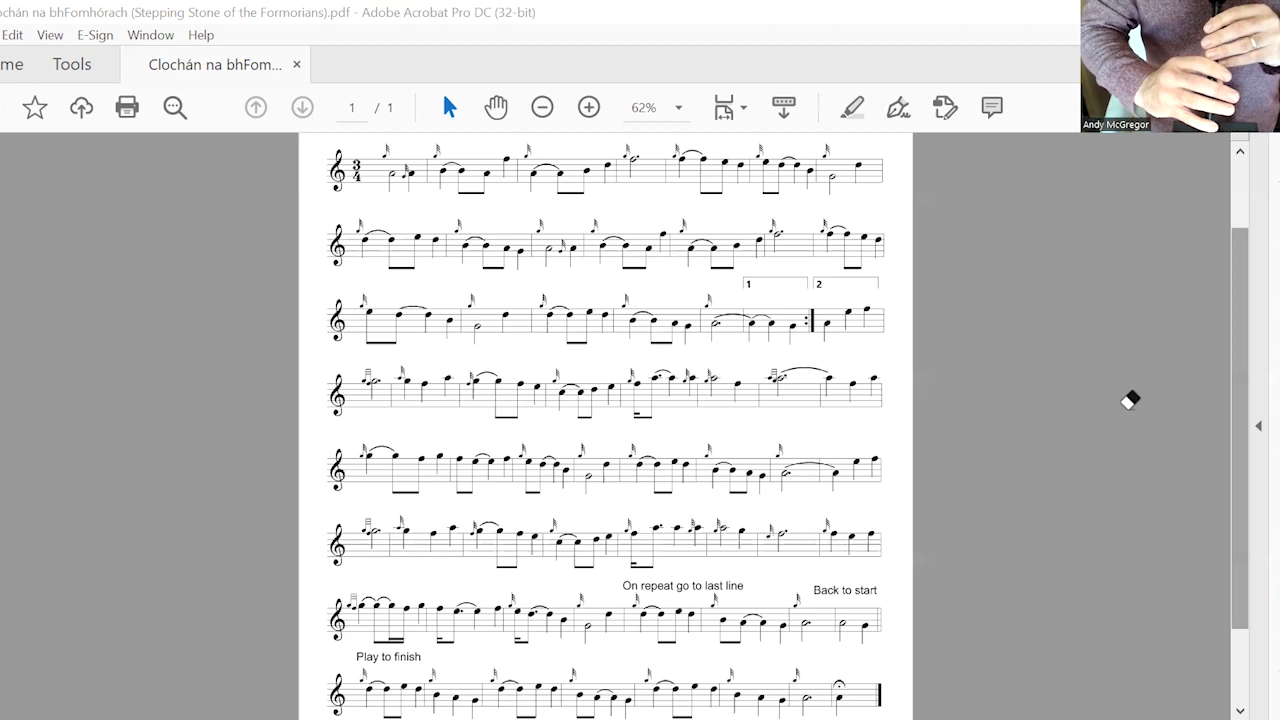 ochán na bhFomhórach (Stepping Stone of the Formorians).pdf - Adobe Acrobat Pro DC (32-bit)
Edit View E-Sign Window Help
me Tools Clochán na bhFom... ×
1 / 1 62%
Andy McGregor
3
4
1 2
On repeat go to last line
Back to start
Play to finish